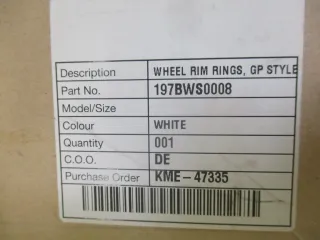 Description WHEEL RIM RINGS, GP STYLE
Part No. 197BWS0008
Model/Size
Colour WHITE
Quantity 001
C.O.O. DE
Purchase Order KME-47335